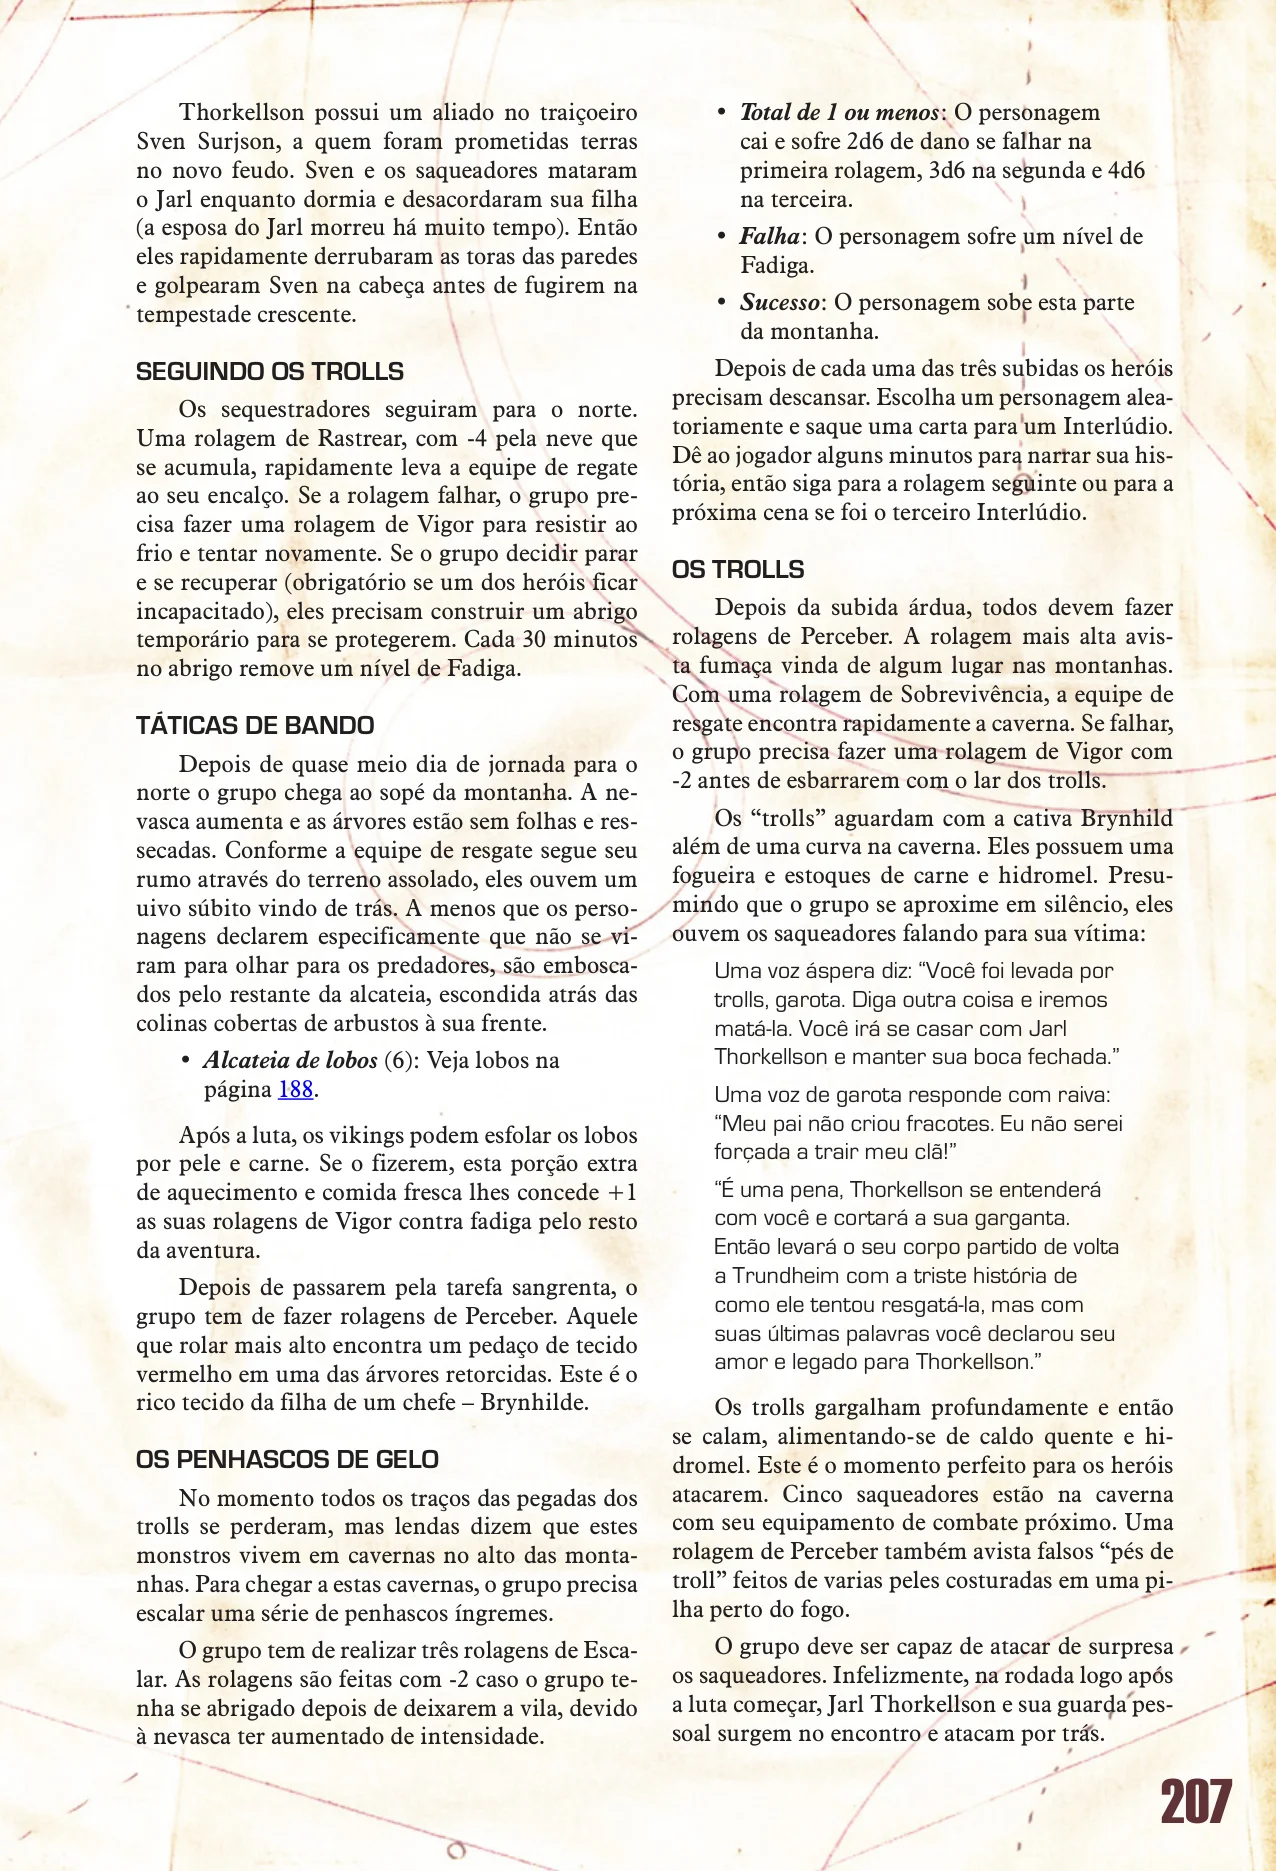 Thorkellson possui um aliado no traiçoeiro
Sven Surjson, a quem foram prometidas terras
no novo feudo. Sven e os saqueadores mataram
o Jarl enquanto dormia e desacordaram sua filha
(a esposa do Jarl morreu há muito tempo). Então
eles rapidamente derrubaram as toras das paredes
e golpearam Sven na cabeça antes de fugirem na
tempestade crescente.
SEGUINDO OS TROLLS
Os sequestradores seguiram para o norte.
Uma rolagem de Rastrear, com -4 pela neve que
se acumula, rapidamente leva a equipe de regate
ao seu encalço. Se a rolagem falhar, o grupo pre-
cisa fazer uma rolagem de Vigor para resistir ao
frio e tentar novamente. Se o grupo decidir parar
e se recuperar (obrigatório se um dos heróis ficar
incapacitado), eles precisam construir um abrigo
temporário para se protegerem. Cada 30 minutos
no abrigo remove um nível de Fadiga.
TÁTICAS DE BANDO
Depois de quase meio dia de jornada para o
norte o grupo chega ao sopé da montanha. A ne-
vasca aumenta e as árvores estão sem folhas e res-
secadas. Conforme a equipe de resgate segue seu
rumo através do terreno assolado, eles ouvem um
uivo súbito vindo de trás. A menos que os perso-
nagens declarem especificamente que não se vi-
ram para olhar para os predadores, são embosca-
dos pelo restante da alcateia, escondida atrás das
colinas cobertas de arbustos à sua frente.
• Alcateia de lobos (6): Veja lobos na
página 188.
Após a luta, os vikings podem esfolar os lobos
por pele e carne. Se o fizerem, esta porção extra
de aquecimento e comida fresca lhes concede +1
as suas rolagens de Vigor contra fadiga pelo resto
da aventura.
Depois de passarem pela tarefa sangrenta, o
grupo tem de fazer rolagens de Perceber. Aquele
que rolar mais alto encontra um pedaço de tecido
vermelho em uma das árvores retorcidas. Este é o
rico tecido da filha de um chefe – Brynhilde.
OS PENHASCOS DE GELO
No momento todos os traços das pegadas dos
trolls se perderam, mas lendas dizem que estes
monstros vivem em cavernas no alto das monta-
nhas. Para chegar a estas cavernas, o grupo precisa
escalar uma série de penhascos íngremes.
O grupo tem de realizar três rolagens de Esca-
lar. As rolagens são feitas com -2 caso o grupo te-
nha se abrigado depois de deixarem a vila, devido
à nevasca ter aumentado de intensidade.
• Total de 1 ou menos: O personagem
cai e sofre 2d6 de dano se falhar na
primeira rolagem, 3d6 na segunda e 4d6
na terceira.
• Falha: O personagem sofre um nível de
Fadiga.
• Sucesso: O personagem sobe esta parte
da montanha.
Depois de cada uma das três subidas os heróis
precisam descansar. Escolha um personagem alea-
toriamente e saque uma carta para um Interlúdio.
Dê ao jogador alguns minutos para narrar sua his-
tória, então siga para a rolagem seguinte ou para a
próxima cena se foi o terceiro Interlúdio.
OS TROLLS
Depois da subida árdua, todos devem fazer
rolagens de Perceber. A rolagem mais alta avis-
ta fumaça vinda de algum lugar nas montanhas.
Com uma rolagem de Sobrevivência, a equipe de
resgate encontra rapidamente a caverna. Se falhar,
o grupo precisa fazer uma rolagem de Vigor com
-2 antes de esbarrarem com o lar dos trolls.
Os “trolls” aguardam com a cativa Brynhild
além de uma curva na caverna. Eles possuem uma
fogueira e estoques de carne e hidromel. Presu-
mindo que o grupo se aproxime em silêncio, eles
ouvem os saqueadores falando para sua vítima:
Uma voz áspera diz: “Você foi levada por
trolls, garota. Diga outra coisa e iremos
matá-la. Você irá se casar com Jarl
Thorkellson e manter sua boca fechada.”
Uma voz de garota responde com raiva:
“Meu pai não criou fracotes. Eu não serei
forçada a trair meu clã!”
“É uma pena, Thorkellson se entenderá
com você e cortará a sua garganta.
Então levará o seu corpo partido de volta
a Trundheim com a triste história de
como ele tentou resgatá-la, mas com
suas últimas palavras você declarou seu
amor e legado para Thorkellson.”
Os trolls gargalham profundamente e então
se calam, alimentando-se de caldo quente e hi-
dromel. Este é o momento perfeito para os heróis
atacarem. Cinco saqueadores estão na caverna
com seu equipamento de combate próximo. Uma
rolagem de Perceber também avista falsos “pés de
troll” feitos de varias peles costuradas em uma pi-
lha perto do fogo.
O grupo deve ser capaz de atacar de surpresa
os saqueadores. Infelizmente, na rodada logo após
a luta começar, Jarl Thorkellson e sua guarda pes-
soal surgem no encontro e atacam por trás.
207